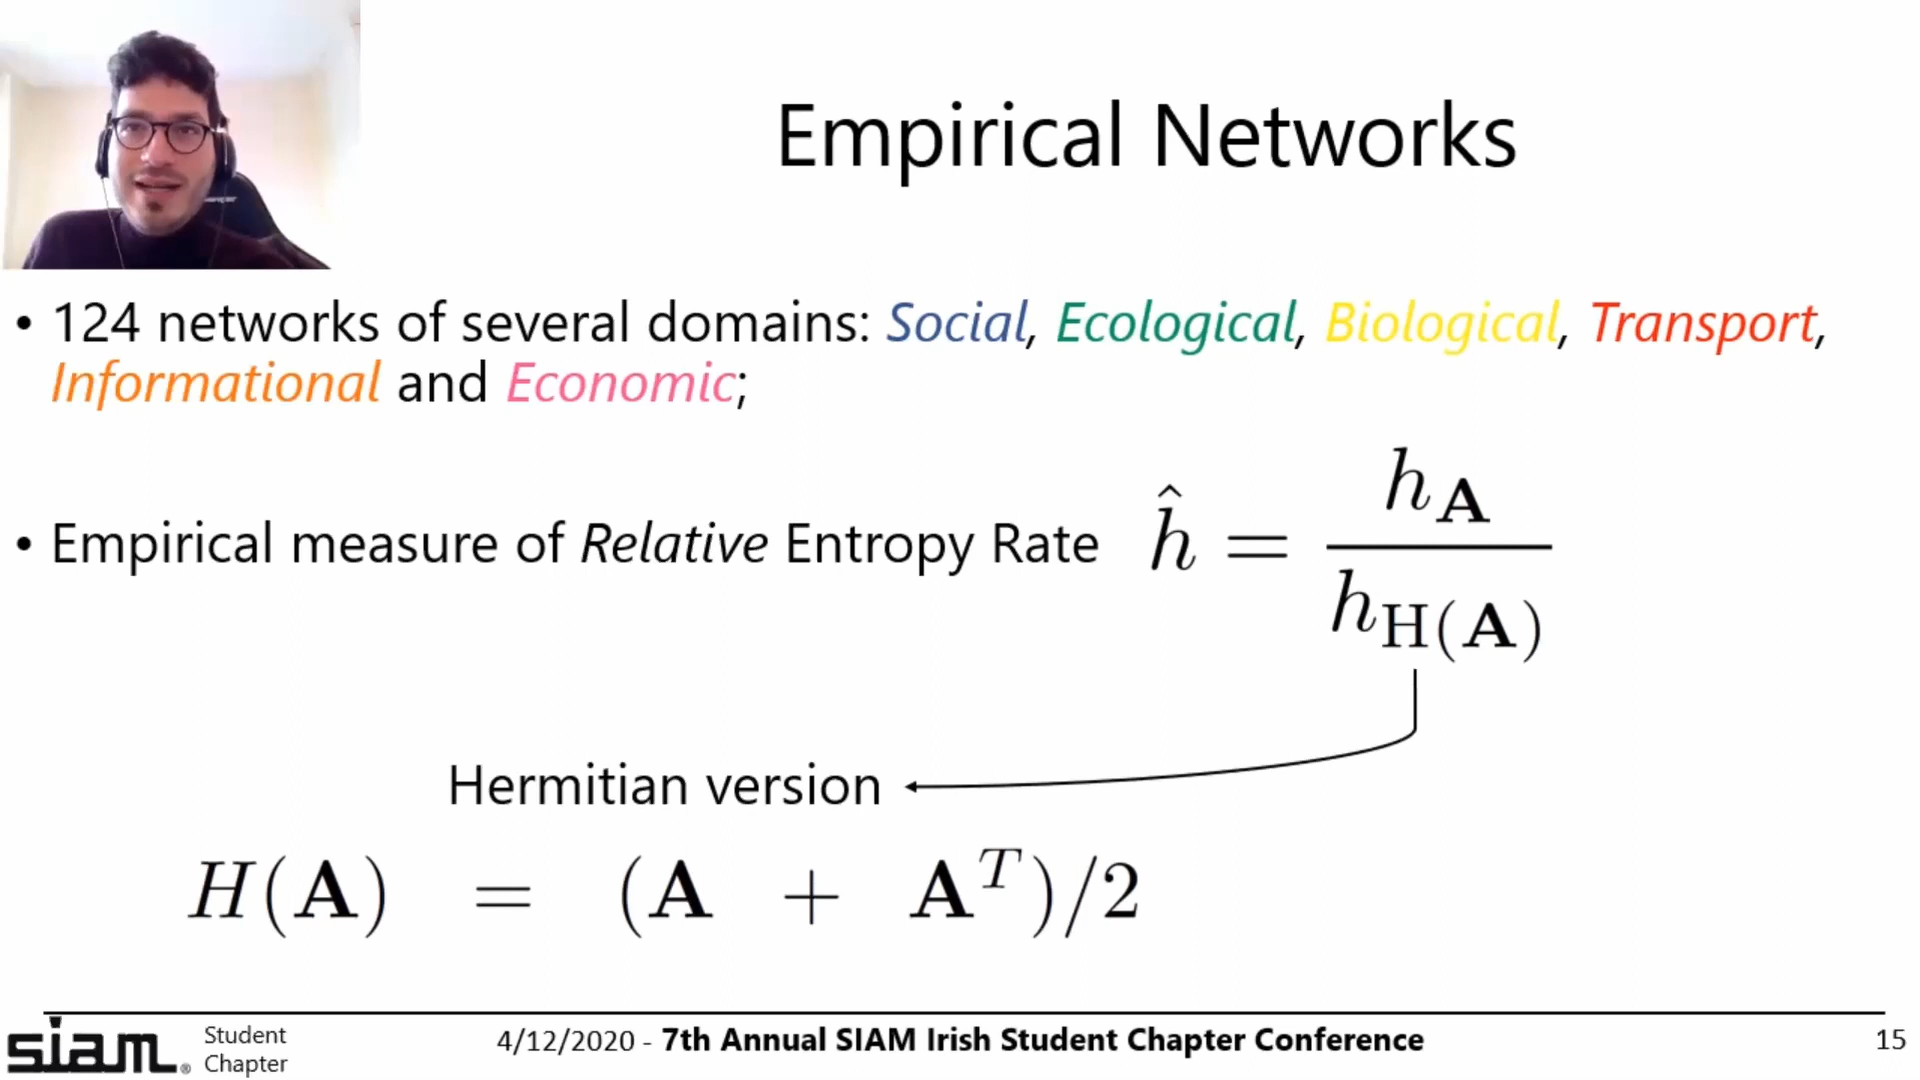 Empirical Networks
• 124 networks of several domains: Social, Ecological, Biological, Transport,
Informational and Economic;
• Empirical measure of Relative Entropy Rate ĥ = h_A / h_H(A)
Hermitian version
H(A) = (A + A^T)/2
siam® Student Chapter
4/12/2020 - 7th Annual SIAM Irish Student Chapter Conference
15